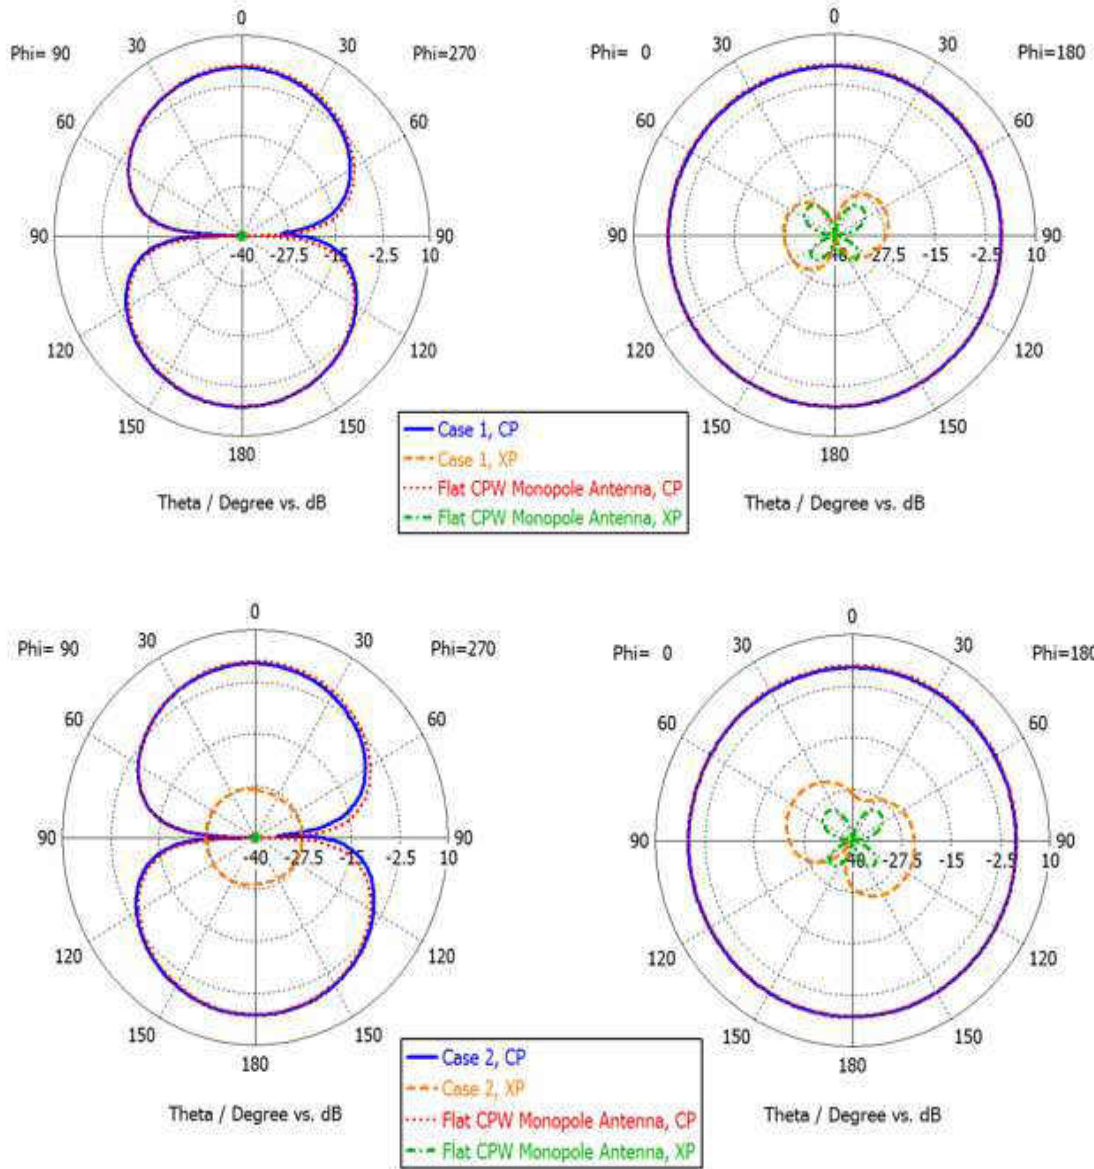 0
0
Phi= 90
30
30
Phi=270
Phi= 0
30
30
Phi=180
60
60
60
60
90
90
90
90
-40 -27.5 -15 -2.5 10
-27.5 -15 -2.5 10
120
120
120
120
150
150
150
150
180
180
Case 1, CP
Case 1, XP
Flat CPW Monopole Antenna, CP
Flat CPW Monopole Antenna, XP
Theta / Degree vs. dB
Theta / Degree vs. dB
0
0
Phi= 90
30
30
Phi=270
Phi= 0
30
30
Phi=180
60
60
60
60
90
90
90
90
-40 -27.5 -15 -2.5 10
-27.5 -15 -2.5 10
120
120
120
120
150
150
150
150
180
180
Case 2, CP
Case 2, XP
Flat CPW Monopole Antenna, CP
Flat CPW Monopole Antenna, XP
Theta / Degree vs. dB
Theta / Degree vs. dB